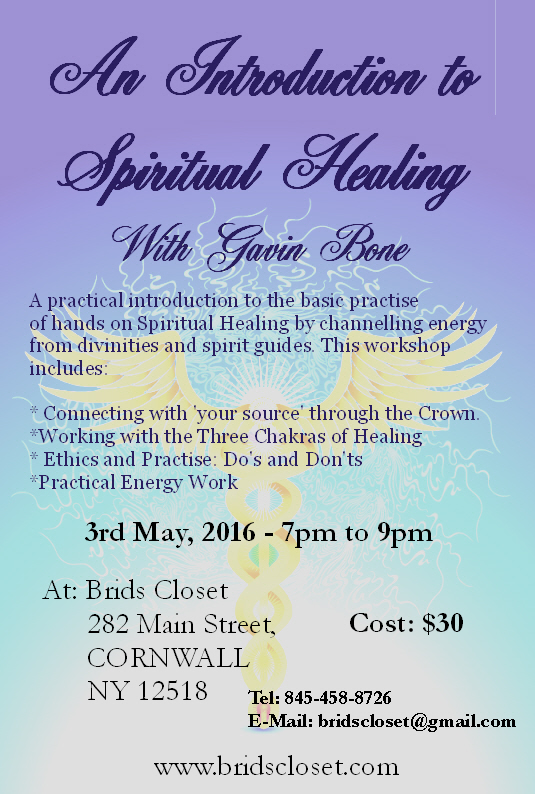 An Introduction to
Spiritual Healing
With Gavin Bone
A practical introduction to the basic practise
of hands on Spiritual Healing by channelling energy
from divinities and spirit guides. This workshop
includes:
* Connecting with 'your source' through the Crown.
*Working with the Three Chakras of Healing
* Ethics and Practise: Do's and Don'ts
*Practical Energy Work
3rd May, 2016 - 7pm to 9pm
At: Brids Closet
282 Main Street,
Cost: $30
CORNWALL
NY 12518
Tel: 845-458-8726
E-Mail: bridscloset@gmail.com
www.bridscloset.com